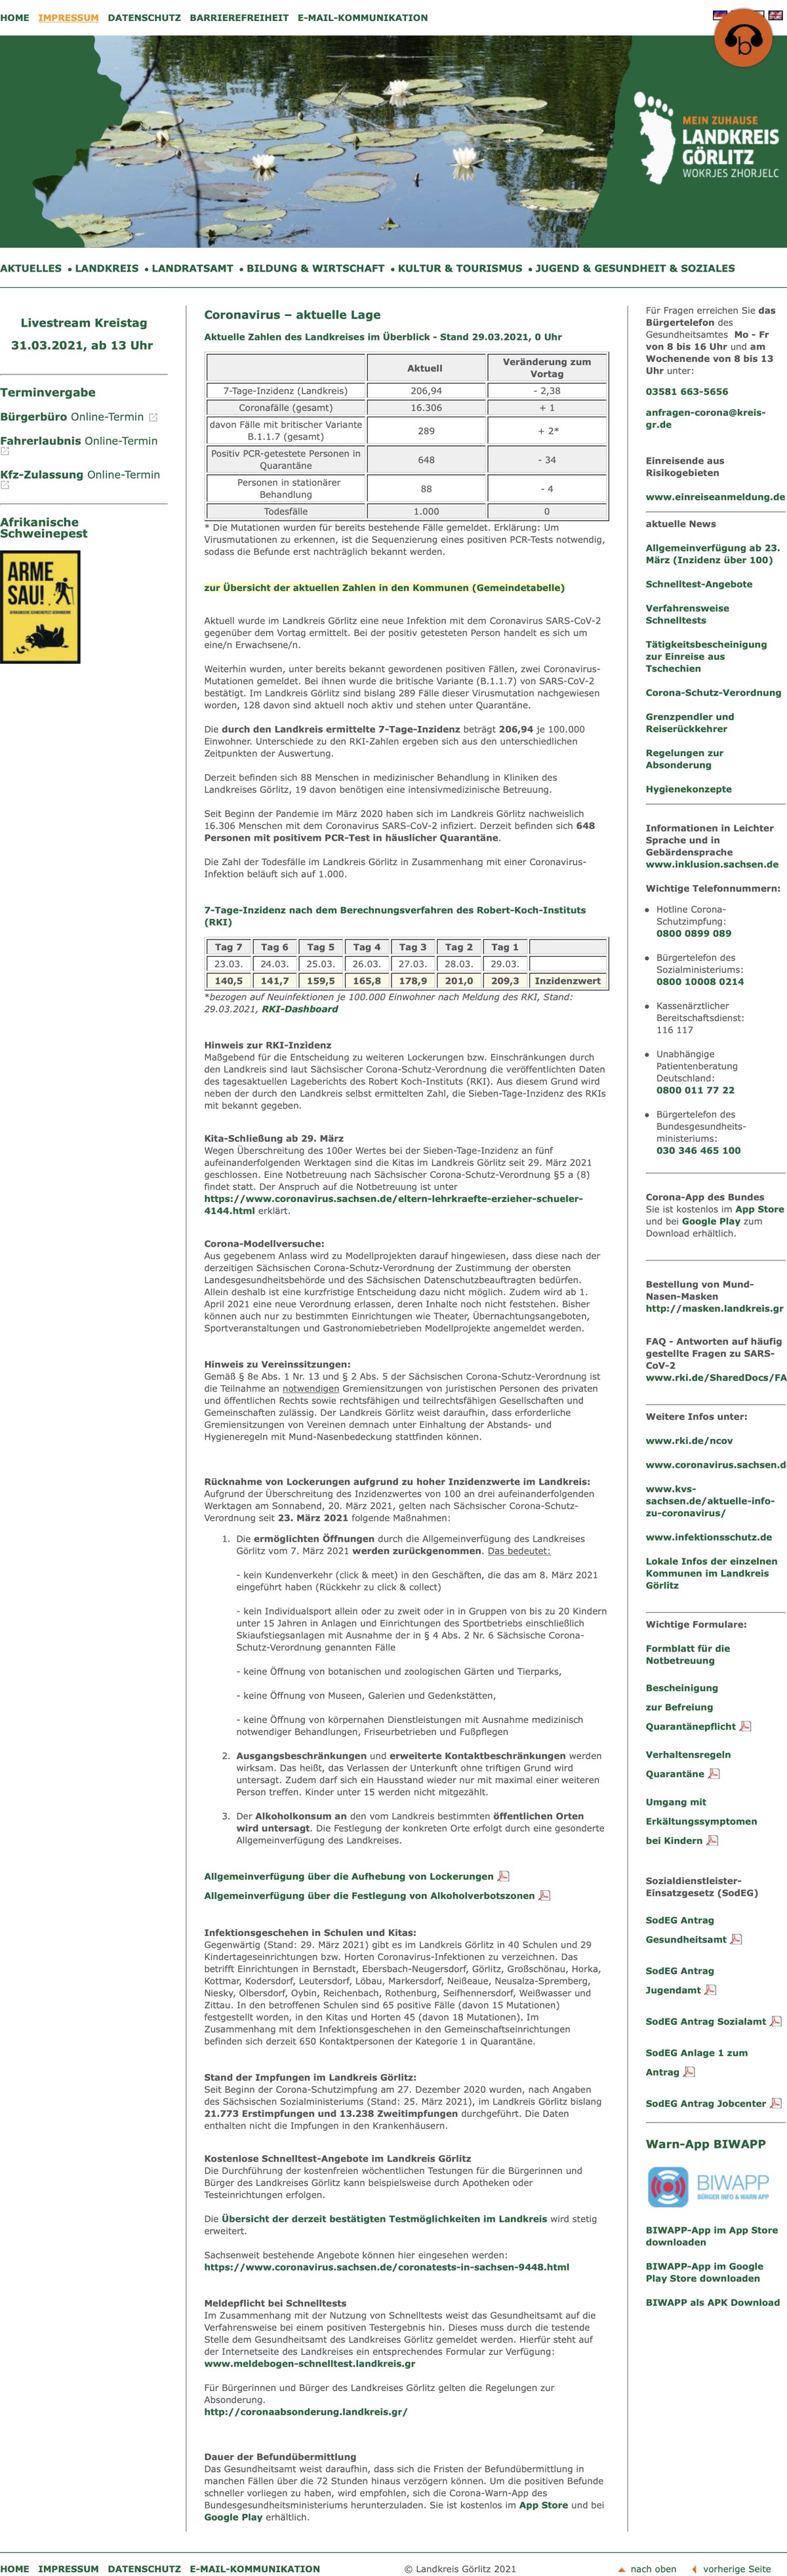 HOME IMPRESSUM DATENSCHUTZ BARRIEREFREIHEIT E-MAIL-KOMMUNIKATION
MEIN ZUHAUSE
LANDKREIS
GÖRLITZ
WOKRJES ZHORJELC
AKTUELLES • LANDKREIS • LANDRATSAMT • BILDUNG & WIRTSCHAFT • KULTUR & TOURISMUS • JUGEND & GESUNDHEIT & SOZIALES
Livestream Kreistag
31.03.2021, ab 13 Uhr
Terminvergabe
Bürgerbüro Online-Termin
Fahrerlaubnis Online-Termin
Kfz-Zulassung Online-Termin
Afrikanische
Schweinepest
ARME
SAU!
Coronavirus – aktuelle Lage
Aktuelle Zahlen des Landkreises im Überblick - Stand 29.03.2021, 0 Uhr
Aktuell Veränderung zum
Vortag
7-Tage-Inzidenz (Landkreis) 206,94 - 2,38
Coronafälle (gesamt) 16.306 + 1
davon Fälle mit britischer Variante
B.1.1.7 (gesamt) 289 + 2*
Positiv PCR-getestete Personen in
Quarantäne 648 - 34
Personen in stationärer
Behandlung 88 - 4
Todesfälle 1.000 0
* Die Mutationen wurden für bereits bestehende Fälle gemeldet. Erklärung: Um
Virusmutationen zu erkennen, ist die Sequenzierung eines positiven PCR-Tests notwendig,
sodass die Befunde erst nachträglich bekannt werden.
zur Übersicht der aktuellen Zahlen in den Kommunen (Gemeindetabelle)
Aktuell wurde im Landkreis Görlitz eine neue Infektion mit dem Coronavirus SARS-CoV-2
gegenüber dem Vortag ermittelt. Bei der positiv getesteten Person handelt es sich um
eine/n Erwachsene/n.
Weiterhin wurden, unter bereits bekannt gewordenen positiven Fällen, zwei Coronavirus-
Mutationen gemeldet. Bei ihnen wurde die britische Variante (B.1.1.7) von SARS-CoV-2
bestätigt. Im Landkreis Görlitz sind bislang 289 Fälle dieser Virusmutation nachgewiesen
worden, 128 davon sind aktuell noch aktiv und stehen unter Quarantäne.
Die durch den Landkreis ermittelte 7-Tage-Inzidenz beträgt 206,94 je 100.000
Einwohner. Unterschiede zu den RKI-Zahlen ergeben sich aus den unterschiedlichen
Zeitpunkten der Auswertung.
Derzeit befinden sich 88 Menschen in medizinischer Behandlung in Kliniken des
Landkreises Görlitz, 19 davon benötigen eine intensivmedizinische Betreuung.
Seit Beginn der Pandemie im März 2020 haben sich im Landkreis Görlitz nachweislich
16.306 Menschen mit dem Coronavirus SARS-CoV-2 infiziert. Derzeit befinden sich 648
Personen mit positivem PCR-Test in häuslicher Quarantäne.
Die Zahl der Todesfälle im Landkreis Görlitz in Zusammenhang mit einer Coronavirus-
Infektion beläuft sich auf 1.000.
7-Tage-Inzidenz nach dem Berechnungsverfahren des Robert-Koch-Instituts
(RKI)
Tag 7 Tag 6 Tag 5 Tag 4 Tag 3 Tag 2 Tag 1
23.03. 24.03. 25.03. 26.03. 27.03. 28.03. 29.03.
140,5 141,7 159,5 165,8 178,9 201,0 209,3 Inzidenzwert
*bezogen auf Neuinfektionen je 100.000 Einwohner nach Meldung des RKI, Stand:
29.03.2021, RKI-Dashboard
Hinweis zur RKI-Inzidenz
Maßgebend für die Entscheidung zu weiteren Lockerungen bzw. Einschränkungen durch
den Landkreis sind laut Sächsischer Corona-Schutz-Verordnung die veröffentlichten Daten
des tagesaktuellen Lageberichts des Robert Koch-Instituts (RKI). Aus diesem Grund wird
neben der durch den Landkreis selbst ermittelten Zahl, die Sieben-Tage-Inzidenz des RKIs
mit bekannt gegeben.
Kita-Schließung ab 29. März
Wegen Überschreitung des 100er Wertes bei der Sieben-Tage-Inzidenz an fünf
aufeinanderfolgenden Werktagen sind die Kitas im Landkreis Görlitz seit 29. März 2021
geschlossen. Eine Notbetreuung nach Sächsischer Corona-Schutz-Verordnung §5 a (8)
findet statt. Der Anspruch auf die Notbetreuung ist unter
https://www.coronavirus.sachsen.de/eltern-lehrkraefte-erzieher-schueler-
4144.html erklärt.
Corona-Modellversuche:
Aus gegebenem Anlass wird zu Modellprojekten darauf hingewiesen, dass diese nach der
derzeitigen Sächsischen Corona-Schutz-Verordnung der Zustimmung der obersten
Landesgesundheitsbehörde und des Sächsischen Datenschutzbeauftragten bedürfen.
Allein deshalb ist eine kurzfristige Entscheidung dazu nicht möglich. Zudem wird ab 1.
April 2021 eine neue Verordnung erlassen, deren Inhalte noch nicht feststehen. Bisher
können auch nur zu bestimmten Einrichtungen wie Theater, Übernachtungsangeboten,
Sportveranstaltungen und Gastronomiebetrieben Modellprojekte angemeldet werden.
Hinweis zu Vereinssitzungen:
Gemäß § 8e Abs. 1 Nr. 13 und § 2 Abs. 5 der Sächsischen Corona-Schutz-Verordnung ist
die Teilnahme an notwendigen Gremiensitzungen von juristischen Personen des privaten
und öffentlichen Rechts sowie rechtsfähigen und teilrechtsfähigen Gesellschaften und
Gemeinschaften zulässig. Der Landkreis Görlitz weist daraufhin, dass erforderliche
Gremiensitzungen von Vereinen demnach unter Einhaltung der Abstands- und
Hygieneregeln mit Mund-Nasenbedeckung stattfinden können.
Rücknahme von Lockerungen aufgrund zu hoher Inzidenzwerte im Landkreis:
Aufgrund der Überschreitung des Inzidenzwertes von 100 an drei aufeinanderfolgenden
Werktagen am Sonnabend, 20. März 2021, gelten nach Sächsischer Corona-Schutz-
Verordnung seit 23. März 2021 folgende Maßnahmen:
1. Die ermöglichten Öffnungen durch die Allgemeinverfügung des Landkreises
Görlitz vom 7. März 2021 werden zurückgenommen. Das bedeutet:
- kein Kundenverkehr (click & meet) in den Geschäften, die das am 8. März 2021
eingeführt haben (Rückkehr zu click & collect)
- kein Individualsport allein oder zu zweit oder in in Gruppen von bis zu 20 Kindern
unter 15 Jahren in Anlagen und Einrichtungen des Sportbetriebs einschließlich
Skiaufstiegsanlagen mit Ausnahme der in § 4 Abs. 2 Nr. 6 Sächsische Corona-
Schutz-Verordnung genannten Fälle
- keine Öffnung von botanischen und zoologischen Gärten und Tierparks,
- keine Öffnung von Museen, Galerien und Gedenkstätten,
- keine Öffnung von körpernahen Dienstleistungen mit Ausnahme medizinisch
notwendiger Behandlungen, Friseurbetrieben und Fußpflegen
2. Ausgangsbeschränkungen und erweiterte Kontaktbeschränkungen werden
wirksam. Das heißt, das Verlassen der Unterkunft ohne triftigen Grund wird
untersagt. Zudem darf sich ein Hausstand wieder nur mit maximal einer weiteren
Person treffen. Kinder unter 15 werden nicht mitgezählt.
3. Der Alkoholkonsum an den vom Landkreis bestimmten öffentlichen Orten
wird untersagt. Die Festlegung der konkreten Orte erfolgt durch eine gesonderte
Allgemeinverfügung des Landkreises.
Allgemeinverfügung über die Aufhebung von Lockerungen
Allgemeinverfügung über die Festlegung von Alkoholverbotszonen
Infektionsgeschehen in Schulen und Kitas:
Gegenwärtig (Stand: 29. März 2021) gibt es im Landkreis Görlitz in 40 Schulen und 29
Kindertageseinrichtungen bzw. Horten Coronavirus-Infektionen zu verzeichnen. Das
betrifft Einrichtungen in Bernstadt, Ebersbach-Neugersdorf, Görlitz, Großschönau, Horka,
Kottmar, Kodersdorf, Leutersdorf, Löbau, Markersdorf, Neißeaue, Neusalza-Spremberg,
Niesky, Olbersdorf, Oybin, Reichenbach, Rothenburg, Seifhennersdorf, Weißwasser und
Zittau. In den betroffenen Schulen sind 65 positive Fälle (davon 15 Mutationen)
festgestellt worden, in den Kitas und Horten 45 (davon 18 Mutationen). Im
Zusammenhang mit dem Infektionsgeschehen in den Gemeinschaftseinrichtungen
befinden sich derzeit 650 Kontaktpersonen der Kategorie 1 in Quarantäne.
Stand der Impfungen im Landkreis Görlitz:
Seit Beginn der Corona-Schutzimpfung am 27. Dezember 2020 wurden, nach Angaben
des Sächsischen Sozialministeriums (Stand: 25. März 2021), im Landkreis Görlitz bislang
21.773 Erstimpfungen und 13.238 Zweitimpfungen durchgeführt. Die Daten
enthalten nicht die Impfungen in den Krankenhäusern.
Kostenlose Schnelltest-Angebote im Landkreis Görlitz
Die Durchführung der kostenfreien wöchentlichen Testungen für die Bürgerinnen und
Bürger des Landkreises Görlitz kann beispielsweise durch Apotheken oder
Testeinrichtungen erfolgen.
Die Übersicht der derzeit bestätigten Testmöglichkeiten im Landkreis wird stetig
erweitert.
Sachsenweit bestehende Angebote können hier eingesehen werden:
https://www.coronavirus.sachsen.de/coronatests-in-sachsen-9448.html
Meldepflicht bei Schnelltests
Im Zusammenhang mit der Nutzung von Schnelltests weist das Gesundheitsamt auf die
Verfahrensweise bei einem positiven Testergebnis hin. Dieses muss durch die testende
Stelle dem Gesundheitsamt des Landkreises Görlitz gemeldet werden. Hierfür steht auf
der Internetseite des Landkreises ein entsprechendes Formular zur Verfügung:
www.meldebogen-schnelltest.landkreis.gr
Für Bürgerinnen und Bürger des Landkreises Görlitz gelten die Regelungen zur
Absonderung.
http://coronaabsonderung.landkreis.gr/
Dauer der Befundübermittlung
Das Gesundheitsamt weist daraufhin, dass sich die Fristen der Befundübermittlung in
manchen Fällen über die 72 Stunden hinaus verzögern können. Um die positiven Befunde
schneller vorliegen zu haben, wird empfohlen, sich die Corona-Warn-App des
Bundesgesundheitsministeriums herunterzuladen. Sie ist kostenlos im App Store und bei
Google Play erhältlich.
Für Fragen erreichen Sie das
Bürgertelefon des
Gesundheitsamtes Mo - Fr
von 8 bis 16 Uhr und am
Wochenende von 8 bis 13
Uhr unter:
03581 663-5656
anfragen-corona@kreis-
gr.de
Einreisende aus
Risikogebieten
www.einreiseanmeldung.de
aktuelle News
Allgemeinverfügung ab 23.
März (Inzidenz über 100)
Schnelltest-Angebote
Verfahrensweise
Schnelltests
Tätigkeitsbescheinigung
zur Einreise aus
Tschechien
Corona-Schutz-Verordnung
Grenzpendler und
Reiserückkehrer
Regelungen zur
Absonderung
Hygienekonzepte
Informationen in Leichter
Sprache und in
Gebärdensprache
www.inklusion.sachsen.de
Wichtige Telefonnummern:
• Hotline Corona-
Schutzimpfung:
0800 0899 089
• Bürgertelefon des
Sozialministeriums:
0800 10008 0214
• Kassenärztlicher
Bereitschaftsdienst:
116 117
• Unabhängige
Patientenberatung
Deutschland:
0800 011 77 22
• Bürgertelefon des
Bundesgesundheits-
ministeriums:
030 346 465 100
Corona-App des Bundes
Sie ist kostenlos im App Store
und bei Google Play zum
Download erhältlich.
Bestellung von Mund-
Nasen-Masken
http://masken.landkreis.gr
FAQ - Antworten auf häufig
gestellte Fragen zu SARS-
CoV-2
www.rki.de/SharedDocs/FA
Weitere Infos unter:
www.rki.de/ncov
www.coronavirus.sachsen.d
www.kvs-
sachsen.de/aktuelle-info-
zu-coronavirus/
www.infektionsschutz.de
Lokale Infos der einzelnen
Kommunen im Landkreis
Görlitz
Wichtige Formulare:
Formblatt für die
Notbetreuung
Bescheinigung
zur Befreiung
Quarantänepflicht
Verhaltensregeln
Quarantäne
Umgang mit
Erkältungssymptomen
bei Kindern
Sozialdienstleister-
Einsatzgesetz (SodEG)
SodEG Antrag
Gesundheitsamt
SodEG Antrag
Jugendamt
SodEG Antrag Sozialamt
SodEG Anlage 1 zum
Antrag
SodEG Antrag Jobcenter
Warn-App BIWAPP
BIWAPP
BÜRGER INFO & WARN APP
BIWAPP-App im App Store
downloaden
BIWAPP-App im Google
Play Store downloaden
BIWAPP als APK Download
HOME IMPRESSUM DATENSCHUTZ E-MAIL-KOMMUNIKATION © Landkreis Görlitz 2021 nach oben vorherige Seite